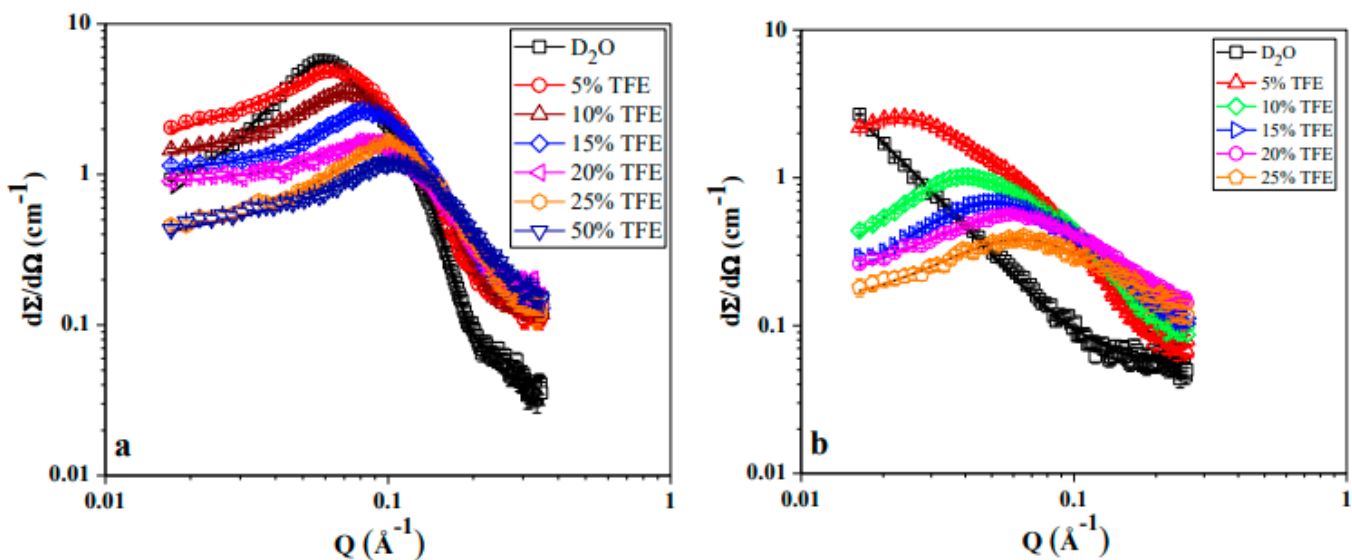 10
1
0.1
0.01
dΣ/dΩ (cm⁻¹)
D₂O
5% TFE
10% TFE
15% TFE
20% TFE
25% TFE
50% TFE
a
0.01
0.1
1
Q (Å⁻¹)
10
1
0.1
0.01
dΣ/dΩ (cm⁻¹)
D₂O
5% TFE
10% TFE
15% TFE
20% TFE
25% TFE
b
0.01
0.1
1
Q (Å⁻¹)